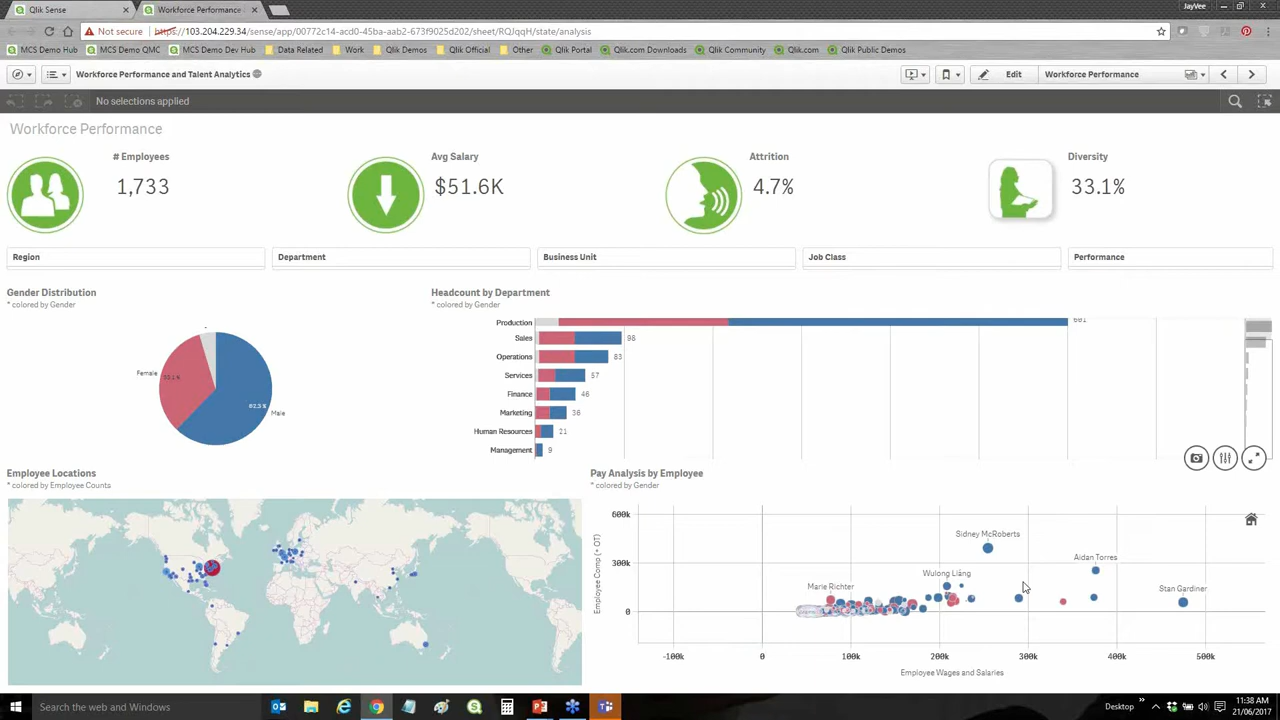 Qlik Sense
Workforce Performance
JayVee
Not secure
https://103.204.229.34/sense/app/00772c14-acd0-45ba-aab2-673f9025d202/sheet/RQJqqH/state/analysis
MCS Demo Hub
MCS Demo QMC
MCS Demo Dev Hub
Data Related
Work
Qlik Demos
Qlik Official
Other
Qlik Portal
Qlik.com Downloads
Qlik Community
Qlik.com
Qlik Public Demos
Workforce Performance and Talent Analytics
Edit
Workforce Performance
No selections applied
Workforce Performance
# Employees
1,733
Avg Salary
$51.6K
Attrition
4.7%
Diversity
33.1%
Region
Department
Business Unit
Job Class
Performance
Gender Distribution
* colored by Gender
-
Female
33.1%
62.3%
Male
Headcount by Department
* colored by Gender
Production
601
Sales 98
Operations 83
Services 57
Finance 46
Marketing 36
Human Resources 21
Management 9
Employee Locations
* colored by Employee Counts
Pay Analysis by Employee
* colored by Gender
Employee Comp (+ OT)
600k
300k
0
Sidney McRoberts
Aidan Torres
Wulong Liang
Marie Richter
Stan Gardiner
-100k 0 100k 200k 300k 400k 500k
Employee Wages and Salaries
Search the web and Windows
Desktop
11:38 AM
21/06/2017